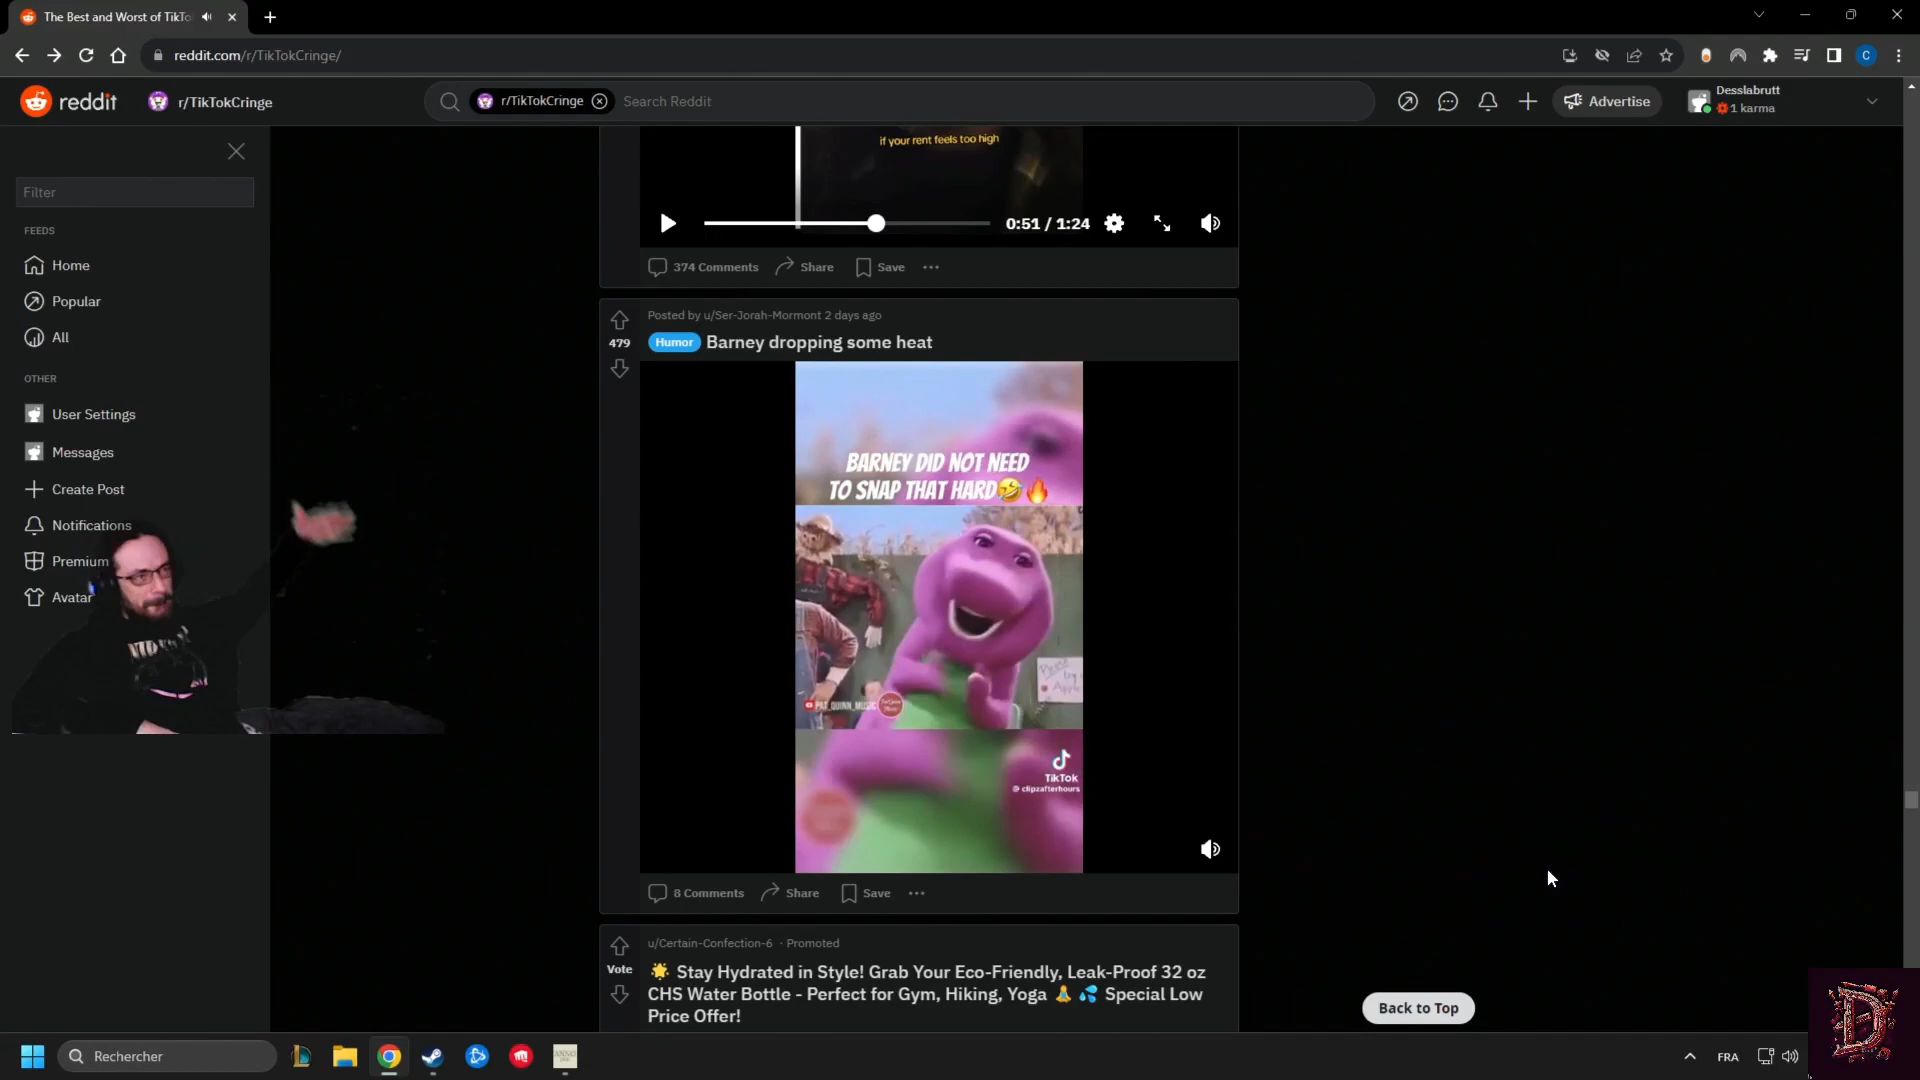 The Best and Worst of TikTo
reddit.com/r/TikTokCringe/
C
reddit
r/TikTokCringe
r/TikTokCringe
Search Reddit
Advertise
Desslabrutt
1 karma
Filter
FEEDS
Home
Popular
All
OTHER
User Settings
Messages
Create Post
Notifications
Premium
Avatar
if your rent feels too high
0:51 / 1:24
374 Comments
Share
Save
Posted by u/Ser-Jorah-Mormont 2 days ago
479
Humor
Barney dropping some heat
BARNEY DID NOT NEED
TO SNAP THAT HARD🤣🔥
PAT_QUINN_MUSIC
TikTok
@ clipzafterhours
8 Comments
Share
Save
u/Certain-Confection-6 · Promoted
Vote
🌟 Stay Hydrated in Style! Grab Your Eco-Friendly, Leak-Proof 32 oz
CHS Water Bottle - Perfect for Gym, Hiking, Yoga 🧘 💦 Special Low
Price Offer!
Back to Top
Rechercher
FRA
D